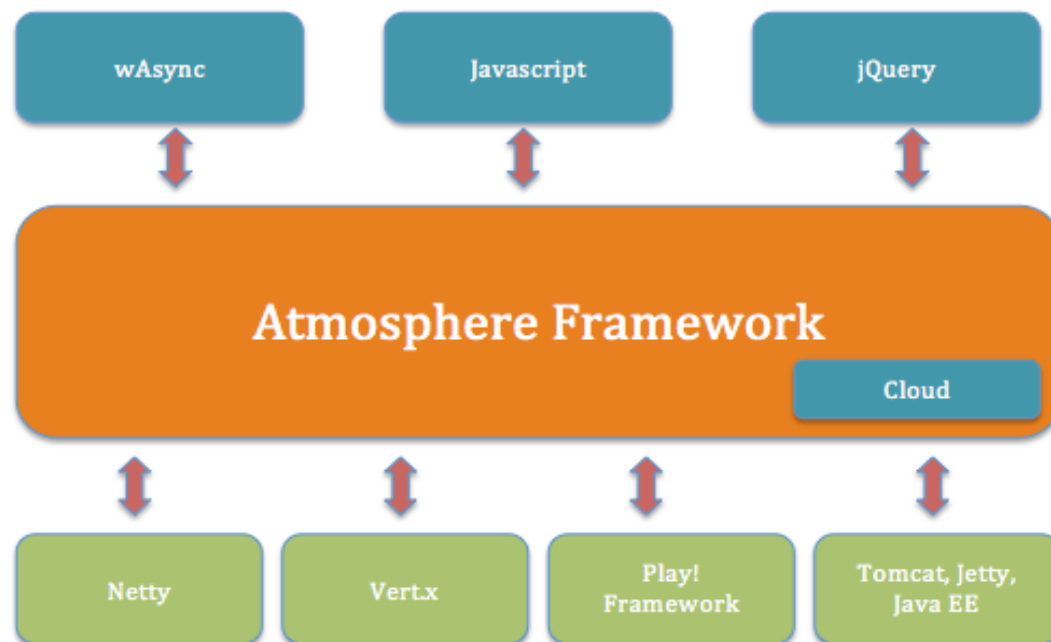 wAsync
Javascript
jQuery
Atmosphere Framework
Cloud
Netty
Vert.x
Play!
Framework
Tomcat, Jetty,
Java EE